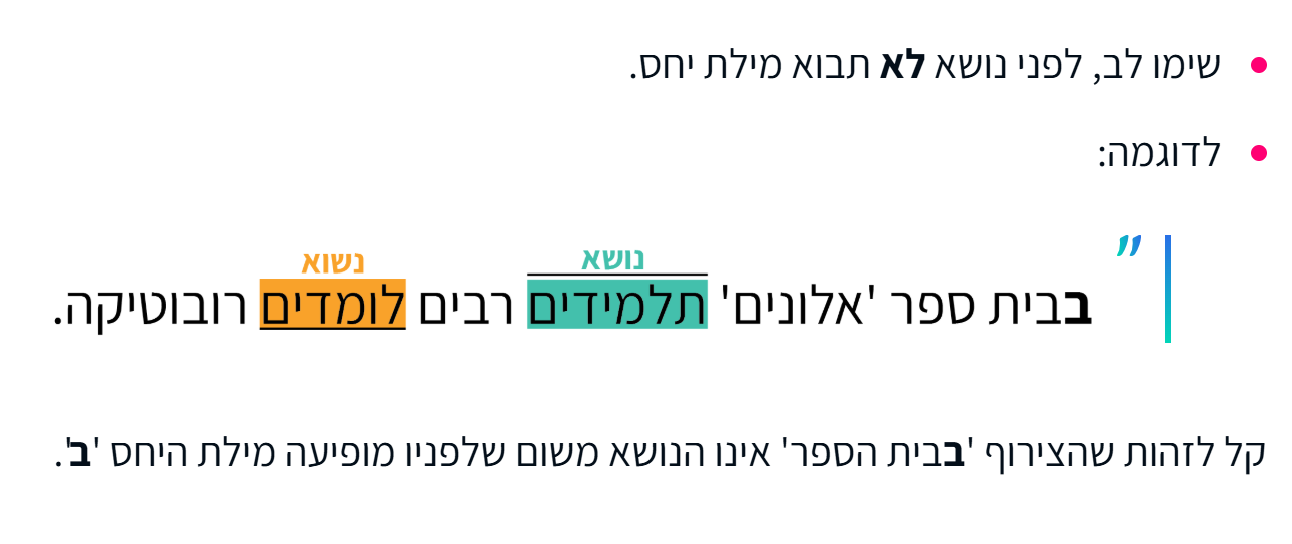 שימו לב, לפני נושא לא תבוא מילת יחס.
לדוגמה:
”
נושא נשוא
בבית ספר 'אלונים' תלמידים רבים לומדים רובוטיקה.
קל לזהות שהצירוף 'בבית הספר' אינו הנושא משום שלפניו מופיעה מילת היחס 'ב'.